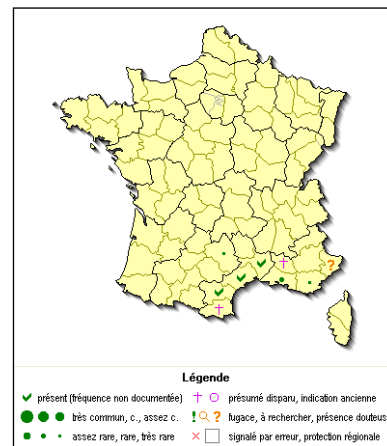 Légende
présent (fréquence non documentée) présumé disparu, indication ancienne
très commun, c., assez c. fugace, à rechercher, présence douteus
assez rare, rare, très rare signalé par erreur, protection régionale